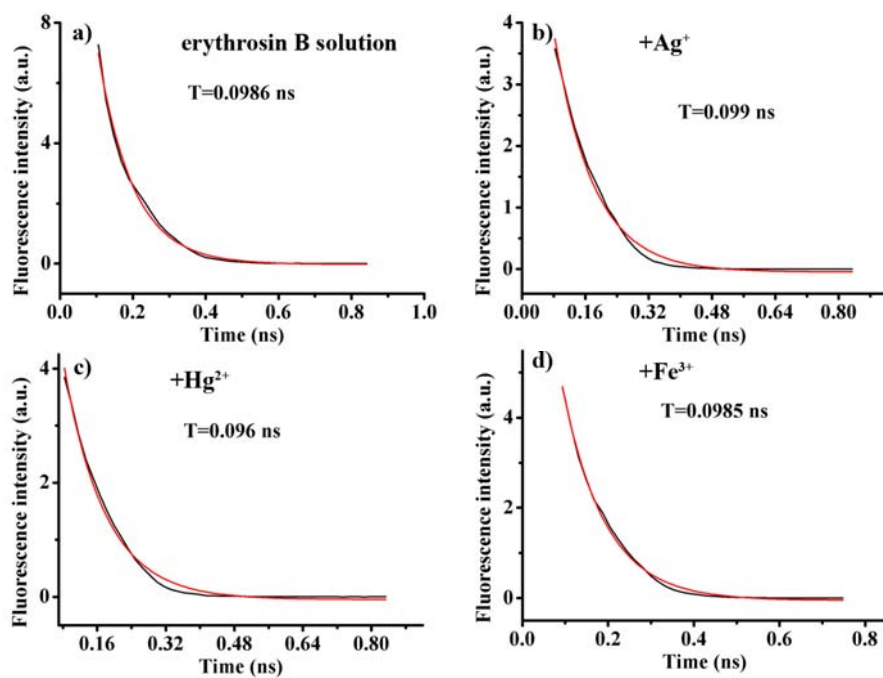 a)
erythrosin B solution
T=0.0986 ns
Fluorescence intensity (a.u.)
8
4
0
0.0 0.2 0.4 0.6 0.8 1.0
Time (ns)
b)
+Ag⁺
T=0.099 ns
Fluorescence intensity (a.u.)
4
3
2
1
0
0.00 0.16 0.32 0.48 0.64 0.80
Time (ns)
c)
+Hg²⁺
T=0.096 ns
Fluorescence intensity (a.u.)
4
2
0
0.16 0.32 0.48 0.64 0.80
Time (ns)
d)
+Fe³⁺
T=0.0985 ns
Fluorescence intensity (a.u.)
4
2
0
0.0 0.2 0.4 0.6 0.8
Time (ns)